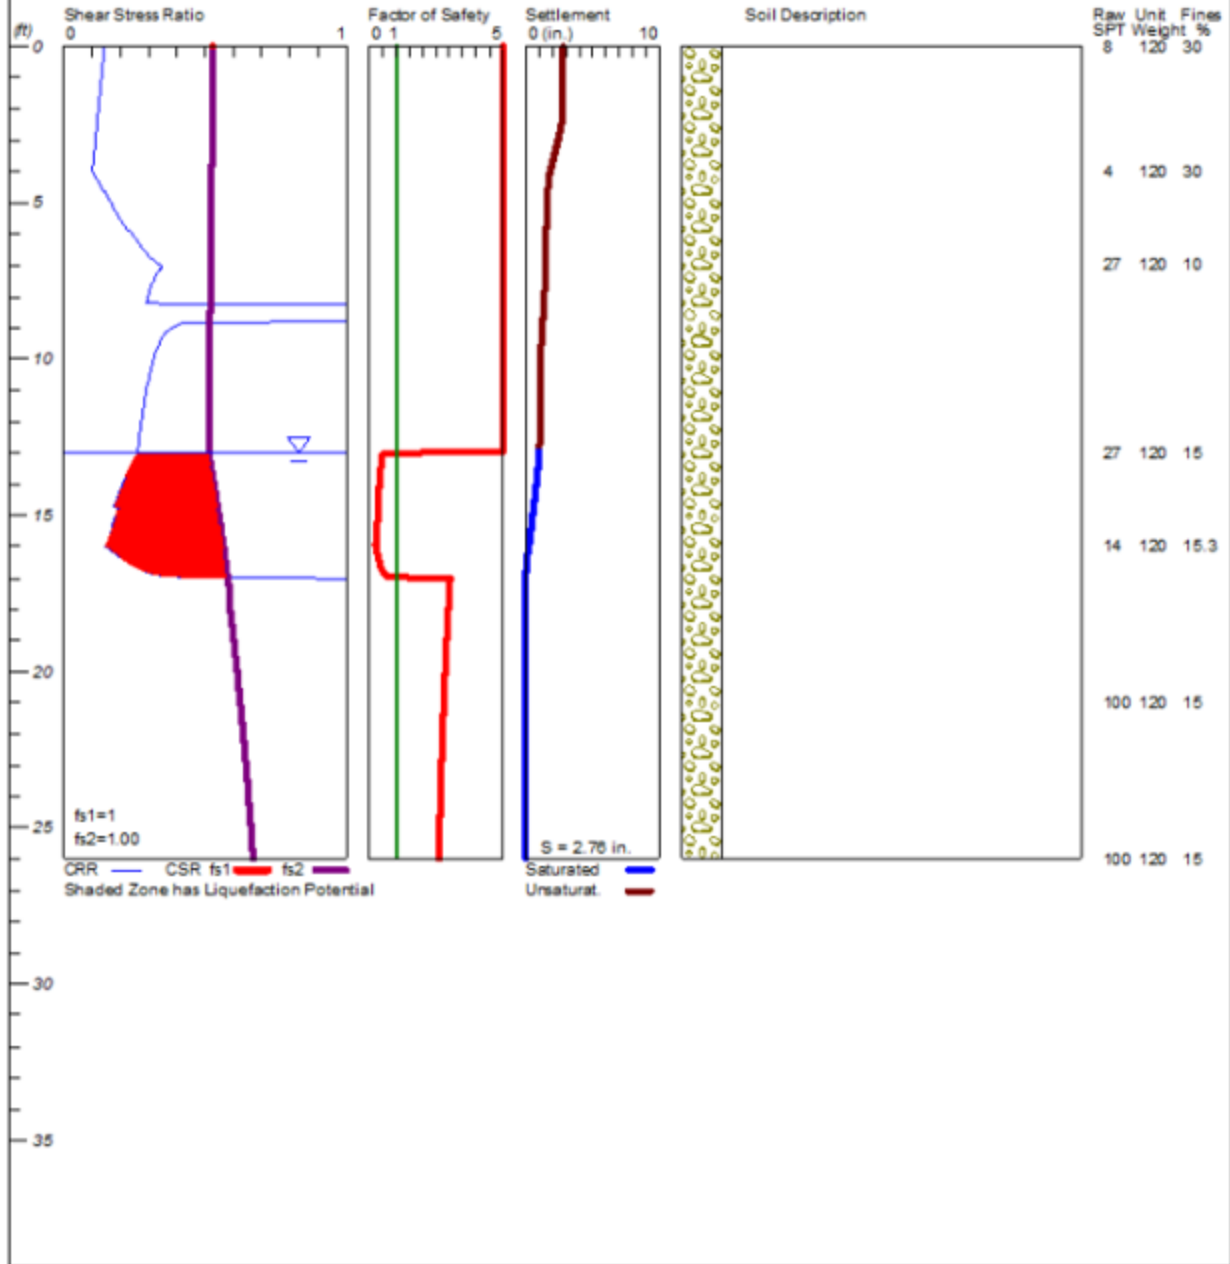 Shear Stress Ratio Factor of Safety Settlement Soil Description Raw Unit Fines
(ft) 0 1 0 1 5 0 (in.) 10 SPT Weight %
0 8 120 30
4 120 30
5
27 120 10
10
27 120 15
15
14 120 15.3
20
100 120 15
fs1=1
25
fs2=1.00
S = 2.76 in.
100 120 15
CRR CSR fs1 fs2 Saturated
Shaded Zone has Liquefaction Potential Unsaturat.
30
35